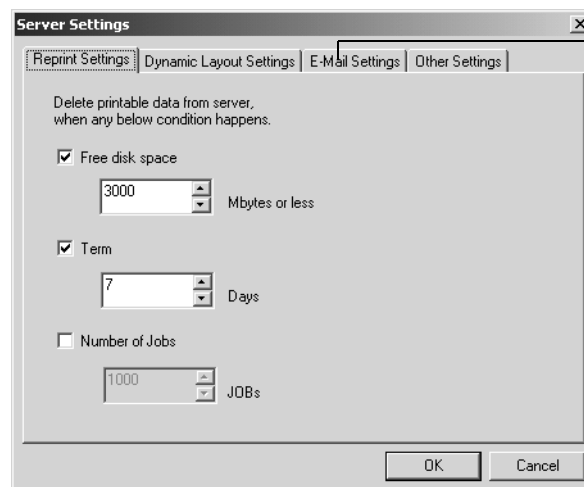 Server Settings
Reprint Settings
Dynamic Layout Settings
E-Mail Settings
Other Settings
Delete printable data from server,
when any below condition happens.
Free disk space
3000
Mbytes or less
Term
7
Days
Number of Jobs
1000
JOBs
OK
Cancel